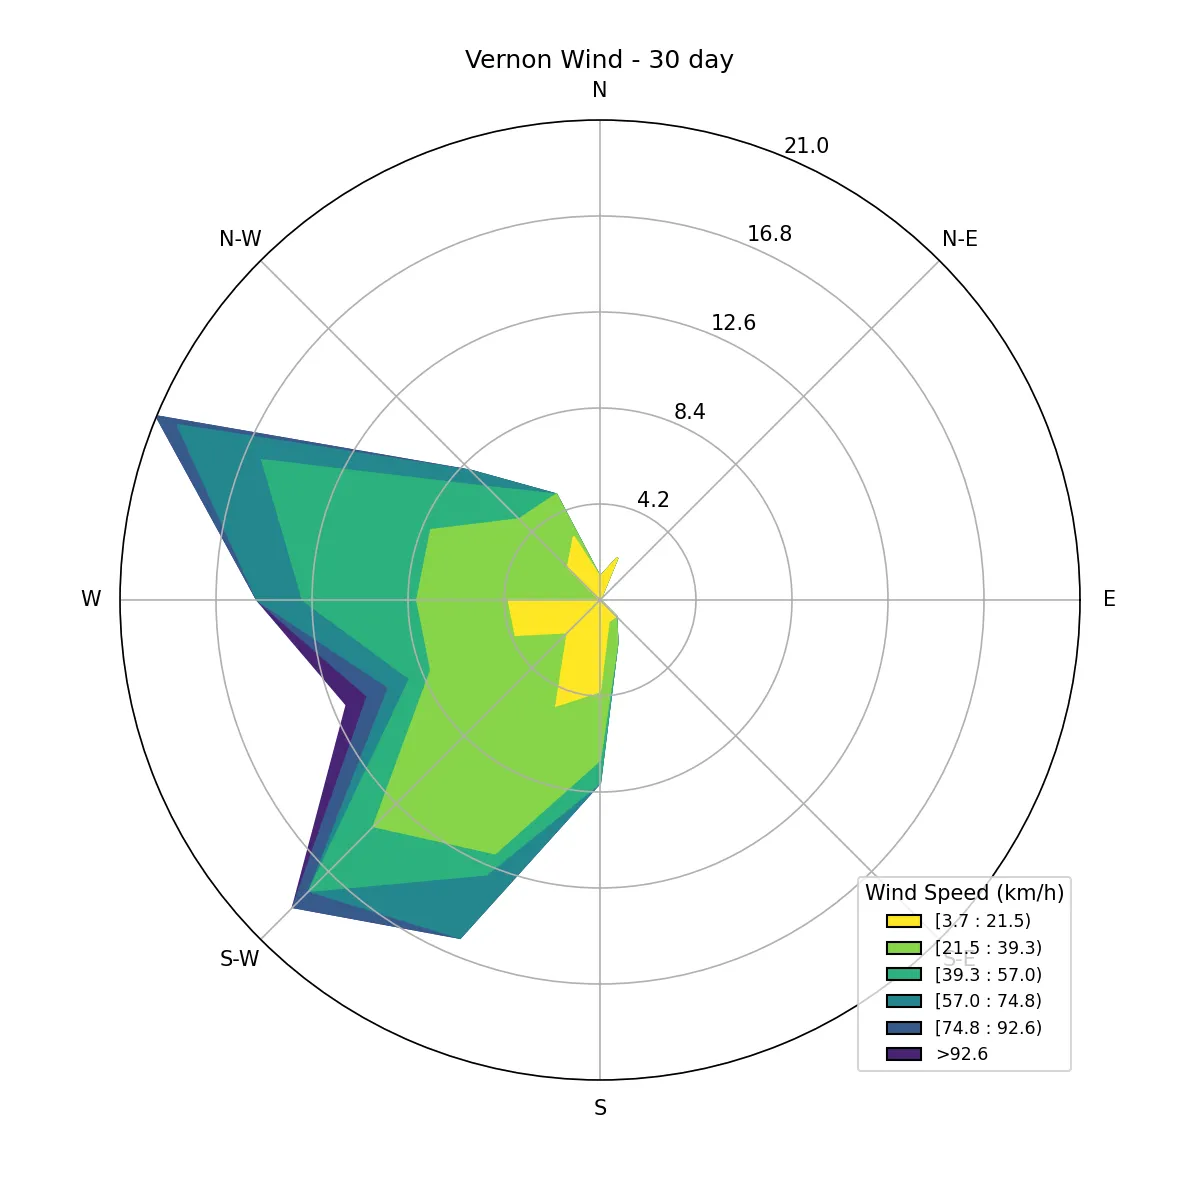 Vernon Wind - 30 day
N
21.0
N-W
16.8
N-E
12.6
8.4
4.2
W
E
S-W
S-E
S
Wind Speed (km/h)
[3.7 : 21.5)
[21.5 : 39.3)
[39.3 : 57.0)
[57.0 : 74.8)
[74.8 : 92.6)
>92.6